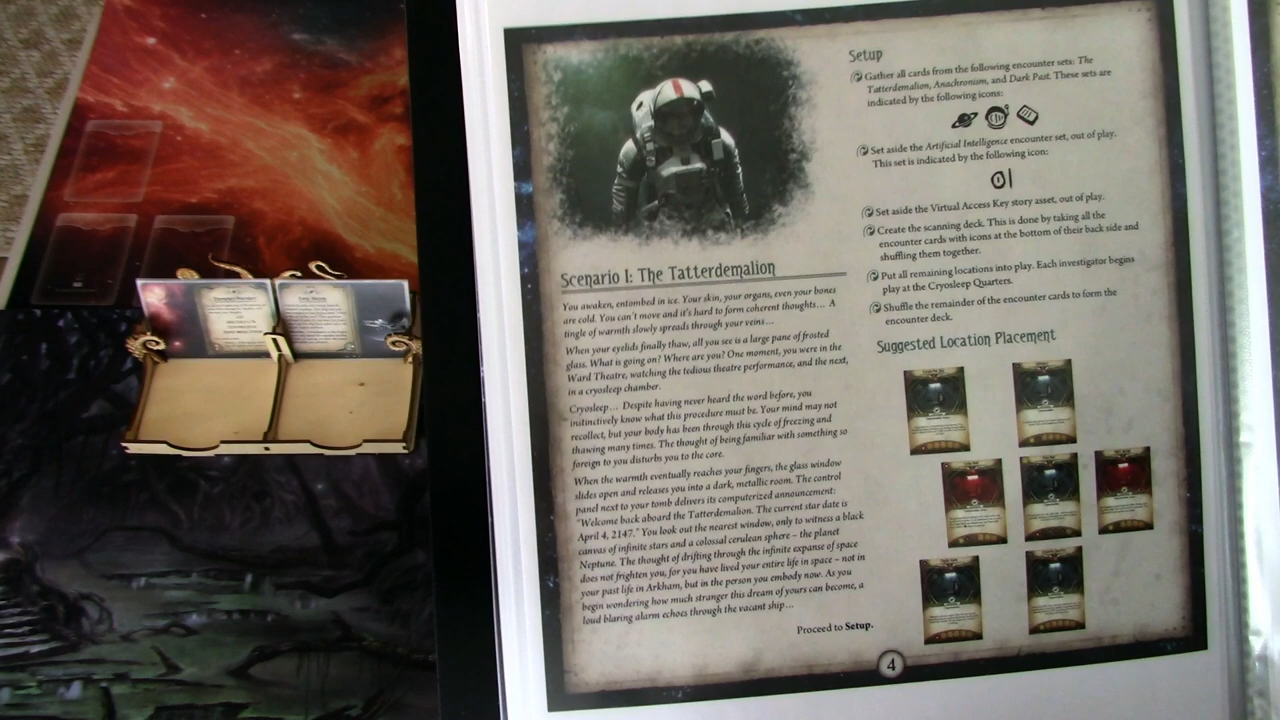 Scenario I: The Tatterdemalion
You awaken, entombed in ice. Your skin, your organs, even your bones
are cold. You can't move and it's hard to form coherent thoughts… A
tingle of warmth slowly spreads through your veins…
When your eyelids finally thaw, all you see is a large pane of frosted
glass. What is going on? Where are you? One moment, you were in the
Ward Theatre, watching the tedious theatre performance, and the next,
in a cryosleep chamber.
Cryosleep… Despite having never heard the word before, you
instinctively know what this procedure must be. Your mind may not
recollect, but your body has been through this cycle of freezing and
thawing many times. The thought of being familiar with something so
foreign to you disturbs you to the core.
When the warmth eventually reaches your fingers, the glass window
slides open and releases you into a dark, metallic room. The control
panel next to your tomb delivers its computerized announcement:
"Welcome back aboard the Tatterdemalion. The current star date is
April 4, 2147." You look out the nearest window, only to witness a black
canvas of infinite stars and a colossal cerulean sphere – the planet
Neptune. The thought of drifting through the infinite expanse of space
does not frighten you, for you have lived your entire life in space – not in
your past life in Arkham, but in the person you embody now. As you
begin wondering how much stranger this dream of yours can become, a
loud blaring alarm echoes through the vacant ship…
Proceed to Setup.
Setup
Gather all cards from the following encounter sets: The
Tatterdemalion, Anachronism, and Dark Past. These sets are
indicated by the following icons:
Set aside the Artificial Intelligence encounter set, out of play.
This set is indicated by the following icon:
Set aside the Virtual Access Key story asset, out of play.
Create the scanning deck. This is done by taking all the
encounter cards with icons at the bottom of their back side and
shuffling them together.
Put all remaining locations into play. Each investigator begins
play at the Cryosleep Quarters.
Shuffle the remainder of the encounter cards to form the
encounter deck.
Suggested Location Placement
4